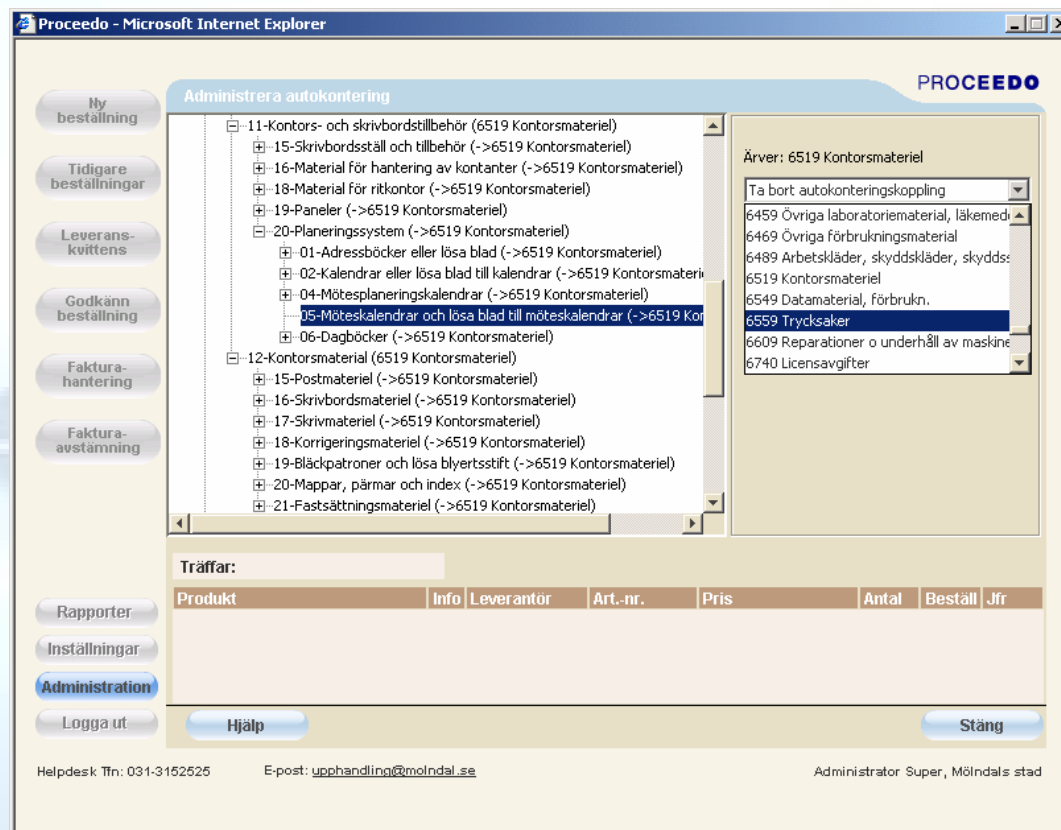 Proceedo - Microsoft Internet Explorer
PROCEEDO
Administrera autokontering
Ny
beställning
Tidigare
beställningar
Leverans-
kvittens
Godkänn
beställning
Faktura-
hantering
Faktura-
avstämning
Rapporter
Inställningar
Administration
Logga ut
11-Kontors- och skrivbordstillbehör (6519 Kontorsmateriel)
15-Skrivbordsställ och tillbehör (->6519 Kontorsmateriel)
16-Material för hantering av kontanter (->6519 Kontorsmateriel)
18-Material för ritkontor (->6519 Kontorsmateriel)
19-Paneler (->6519 Kontorsmateriel)
20-Planeringssystem (->6519 Kontorsmateriel)
01-Adressböcker eller lösa blad (->6519 Kontorsmateriel)
02-Kalendrar eller lösa blad till kalendrar (->6519 Kontorsmateri
04-Mötesplaneringskalendrar (->6519 Kontorsmateriel)
05-Möteskalendrar och lösa blad till möteskalendrar (->6519 Kor
06-Dagböcker (->6519 Kontorsmateriel)
12-Kontorsmaterial (6519 Kontorsmateriel)
15-Postmateriel (->6519 Kontorsmateriel)
16-Skrivbordsmateriel (->6519 Kontorsmateriel)
17-Skrivmateriel (->6519 Kontorsmateriel)
18-Korrigeringsmateriel (->6519 Kontorsmateriel)
19-Bläckpatroner och lösa blyertsstift (->6519 Kontorsmateriel)
20-Mappar, pärmar och index (->6519 Kontorsmateriel)
21-Fastsättningsmateriel (->6519 Kontorsmateriel)
Ärver: 6519 Kontorsmateriel
Ta bort autokonteringskoppling
6459 Övriga laboratoriematerial, läkemed
6469 Övriga förbrukningsmaterial
6489 Arbetskläder, skyddskläder, skydds
6519 Kontorsmateriel
6549 Datamaterial, förbrukn.
6559 Trycksaker
6609 Reparationer o underhåll av maskine
6740 Licensavgifter
Träffar:
Produkt Info Leverantör Art.-nr. Pris Antal Beställ Jfr
Hjälp Stäng
Helpdesk Tfn: 031-3152525 E-post: upphandling@molndal.se Administrator Super, Mölndals stad